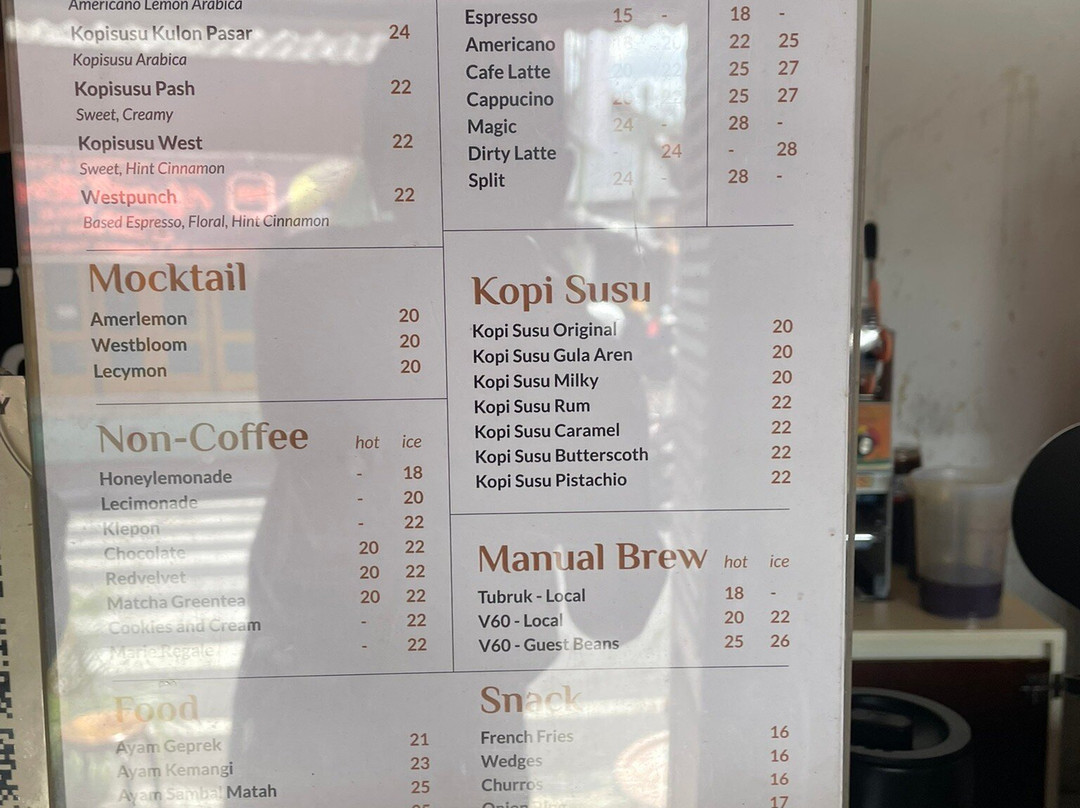 Americano Lemon Arabica
Kopisusu Kulon Pasar 24
Kopisusu Arabica
Kopisusu Pash 22
Sweet, Creamy
Kopisusu West 22
Sweet, Hint Cinnamon
Westpunch 22
Based Espresso, Floral, Hint Cinnamon
Mocktail
Amerlemon 20
Westbloom 20
Lecymon 20
Non-Coffee hot ice
Honeylemonade - 18
Lecimonade - 20
Klepon - 22
Chocolate 20 22
Redvelvet 20 22
Matcha Greentea 20 22
Cookies and Cream - 22
Marie Regale - 22
Food
Ayam Geprek 21
Ayam Kemangi 23
Ayam Sambal Matah 25
Espresso 15 - 18 -
Americano 22 25
Cafe Latte 20 22 25 27
Cappucino 25 27
Magic 24 - 28 -
Dirty Latte - 24 - 28
Split 24 - 28 -
Kopi Susu
Kopi Susu Original 20
Kopi Susu Gula Aren 20
Kopi Susu Milky 20
Kopi Susu Rum 22
Kopi Susu Caramel 22
Kopi Susu Butterscoth 22
Kopi Susu Pistachio 22
Manual Brew hot ice
Tubruk - Local 18 -
V60 - Local 20 22
V60 - Guest Beans 25 26
Snack
French Fries 16
Wedges 16
Churros 16
Onion 17